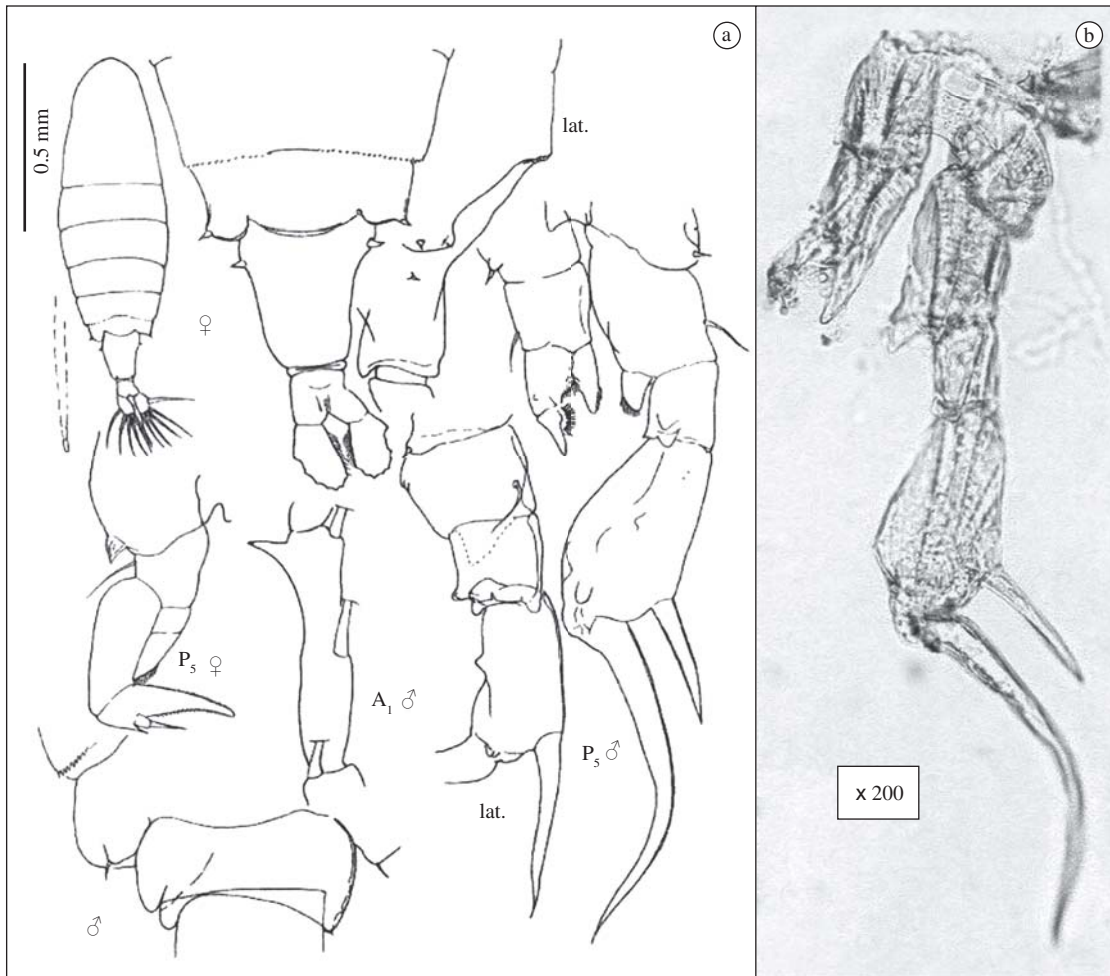 a
b
0.5 mm
lat.
♀
P₅ ♀
A₁ ♂
P₅ ♂
lat.
x 200
♂